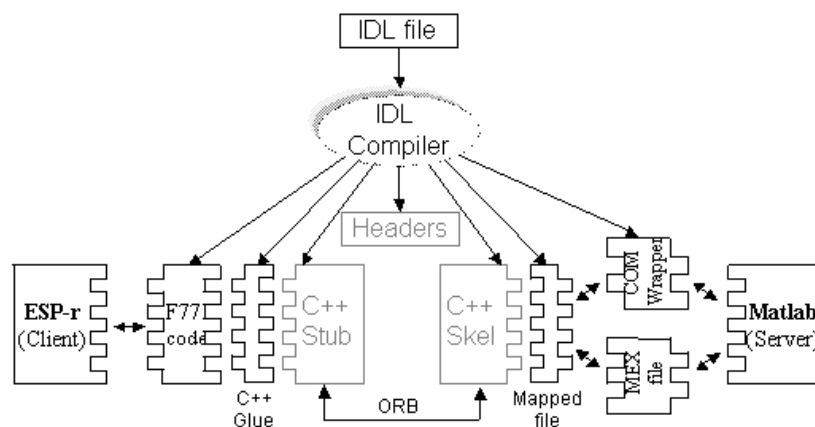 IDL file
IDL
Compiler
Headers
ESP-r
(Client)
F77
code
C++
Glue
C++
Stub
ORB
C++
Skel
Mapped
file
COM
Wrapper
MEX
file
Matlab
(Server)